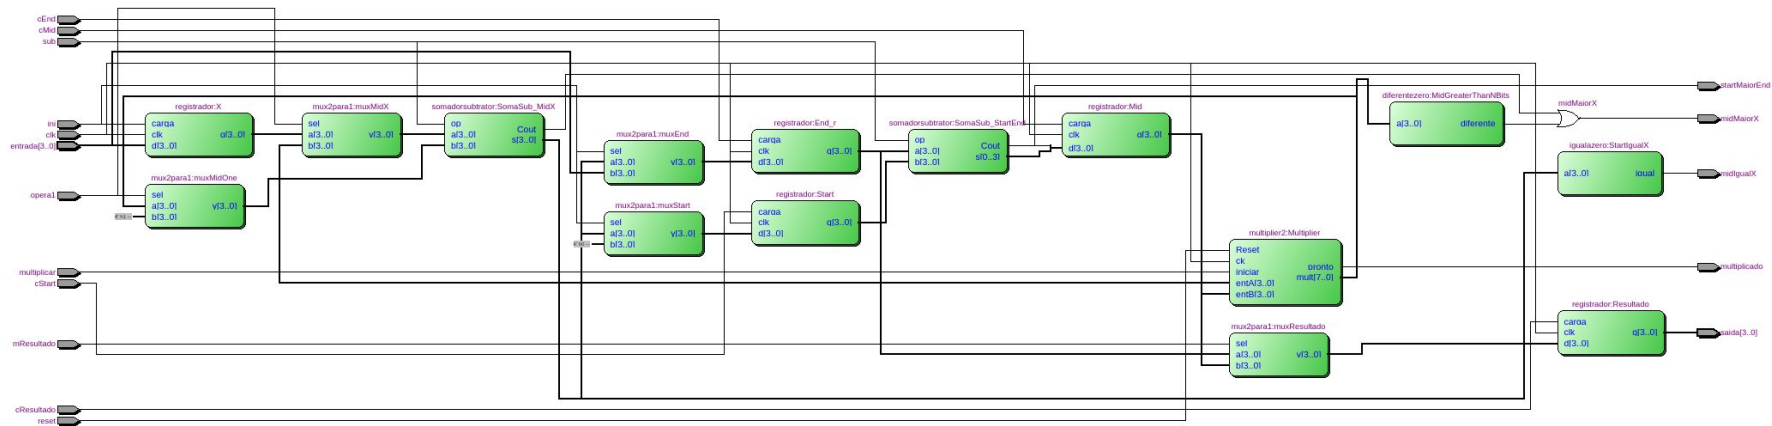 cEnd
cMid
sub
ini
clk
entrada[3..0]
opera1
multiplicar
cStart
mResultado
cResultado
reset
registrador:X
carga
clk
d[3..0]
q[3..0]
mux2para1:muxMidOne
sel
a[3..0]
b[3..0]
y[3..0]
mux2para1:muxMidX
sel
a[3..0]
b[3..0]
y[3..0]
somadorsubtrator:SomaSub_MidX
op
a[3..0]
b[3..0]
Cout
s[3..0]
mux2para1:muxEnd
sel
a[3..0]
b[3..0]
y[3..0]
mux2para1:muxStart
sel
a[3..0]
b[3..0]
y[3..0]
registrador:End_r
carga
clk
d[3..0]
q[3..0]
registrador:Start
carga
clk
d[3..0]
q[3..0]
somadorsubtrator:SomaSub_StartEnd
op
a[3..0]
b[3..0]
Cout
s[0..3]
registrador:Mid
carga
clk
d[3..0]
q[3..0]
multiplier2:Multiplier
Reset
ck
iniciar
entA[3..0]
entB[3..0]
pronto
mult[7..0]
mux2para1:muxResultado
sel
a[3..0]
b[3..0]
y[3..0]
diferentezero:MidGreaterThanNBits
a[3..0]
diferente
midMaiorX
igualazero:StartIgualX
a[3..0]
igual
registrador:Resultado
carga
clk
d[3..0]
q[3..0]
startMaiorEnd
midMaiorX
midIgualX
multiplicado
saida[3..0]